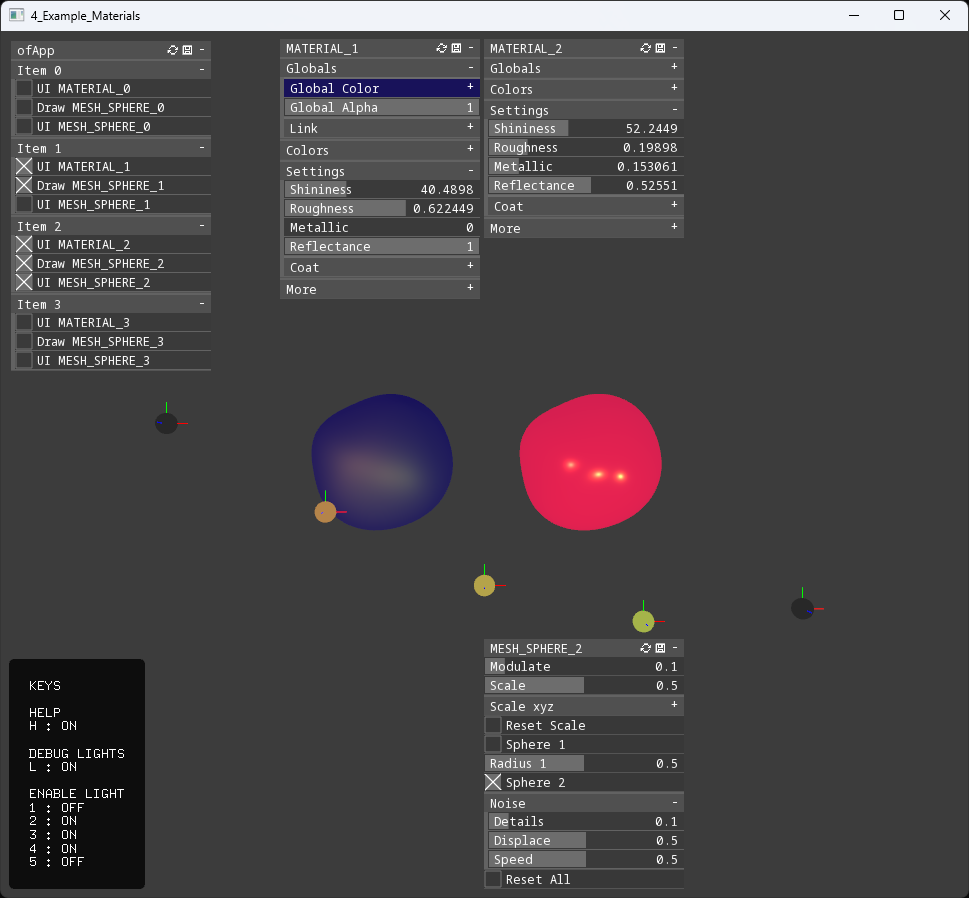 4_Example_Materials
ofApp
-
Item 0
-
UI MATERIAL_0
Draw MESH_SPHERE_0
UI MESH_SPHERE_0
Item 1
-
UI MATERIAL_1
Draw MESH_SPHERE_1
UI MESH_SPHERE_1
Item 2
-
UI MATERIAL_2
Draw MESH_SPHERE_2
UI MESH_SPHERE_2
Item 3
-
UI MATERIAL_3
Draw MESH_SPHERE_3
UI MESH_SPHERE_3
MATERIAL_1 -
Globals -
Global Color +
Global Alpha 1
Link +
Colors +
Settings -
Shininess 40.4898
Roughness 0.622449
Metallic 0
Reflectance 1
Coat +
More +
MATERIAL_2 -
Globals +
Colors +
Settings -
Shininess 52.2449
Roughness 0.19898
Metallic 0.153061
Reflectance 0.52551
Coat +
More +
MESH_SPHERE_2 -
Modulate 0.1
Scale 0.5
Scale xyz +
Reset Scale
Sphere 1
Radius 1 0.5
Sphere 2
Noise -
Details 0.1
Displace 0.5
Speed 0.5
Reset All
KEYS
HELP
H : ON
DEBUG LIGHTS
L : ON
ENABLE LIGHT
1 : OFF
2 : ON
3 : ON
4 : ON
5 : OFF